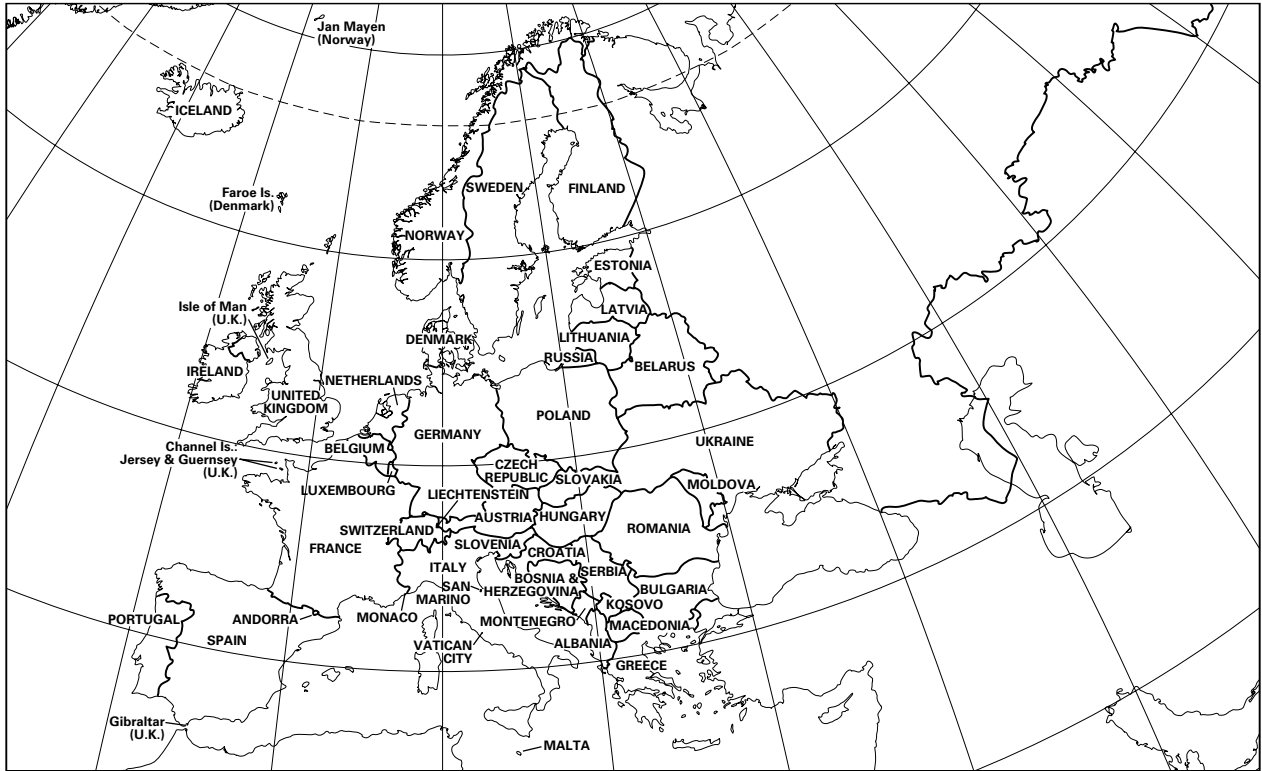 Jan Mayen
(Norway)
ICELAND
Faroe Is.
(Denmark)
SWEDEN
FINLAND
NORWAY
ESTONIA
Isle of Man
(U.K.)
LATVIA
DENMARK
LITHUANIA
RUSSIA
BELARUS
IRELAND
NETHERLANDS
UNITED
KINGDOM
POLAND
GERMANY
UKRAINE
Channel Is.:
Jersey & Guernsey
(U.K.)
BELGIUM
CZECH
REPUBLIC
SLOVAKIA
MOLDOVA
LUXEMBOURG
LIECHTENSTEIN
AUSTRIA
HUNGARY
ROMANIA
SWITZERLAND
FRANCE
SLOVENIA
CROATIA
ITALY
SERBIA
BOSNIA &
HERZEGOVINA
BULGARIA
SAN
MARINO
KOSOVO
PORTUGAL
ANDORRA
MONACO
MONTENEGRO
MACEDONIA
SPAIN
VATICAN
CITY
ALBANIA
GREECE
Gibraltar
(U.K.)
MALTA